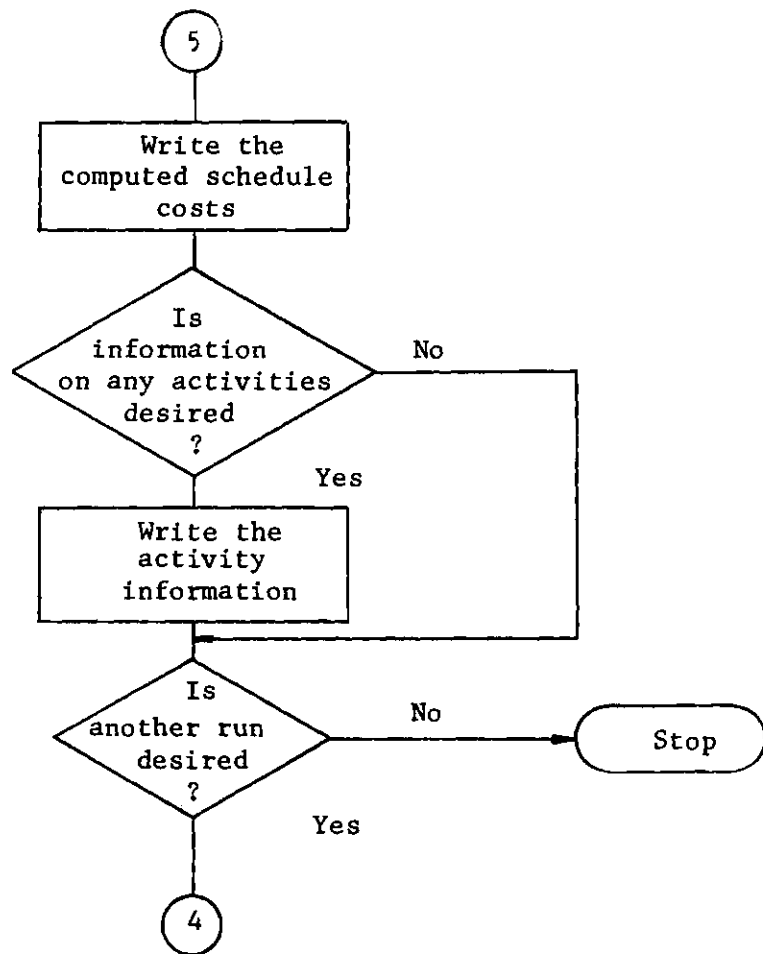 5
Write the
computed schedule
costs
Is
information
on any activities
desired
?
No
Yes
Write the
activity
information
Is
another run
desired
?
No
Stop
Yes
4